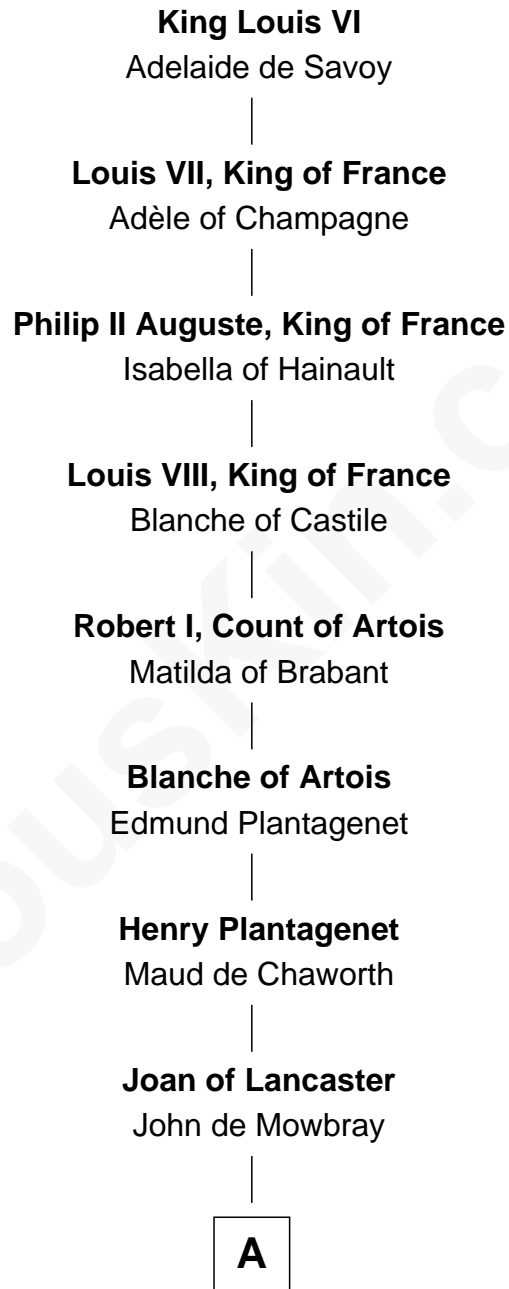 King Louis VI
Adelaide de Savoy
Louis VII, King of France
Adèle of Champagne
Philip II Auguste, King of France
Isabella of Hainault
Louis VIII, King of France
Blanche of Castile
Robert I, Count of Artois
Matilda of Brabant
Blanche of Artois
Edmund Plantagenet
Henry Plantagenet
Maud de Chaworth
Joan of Lancaster
John de Mowbray
A